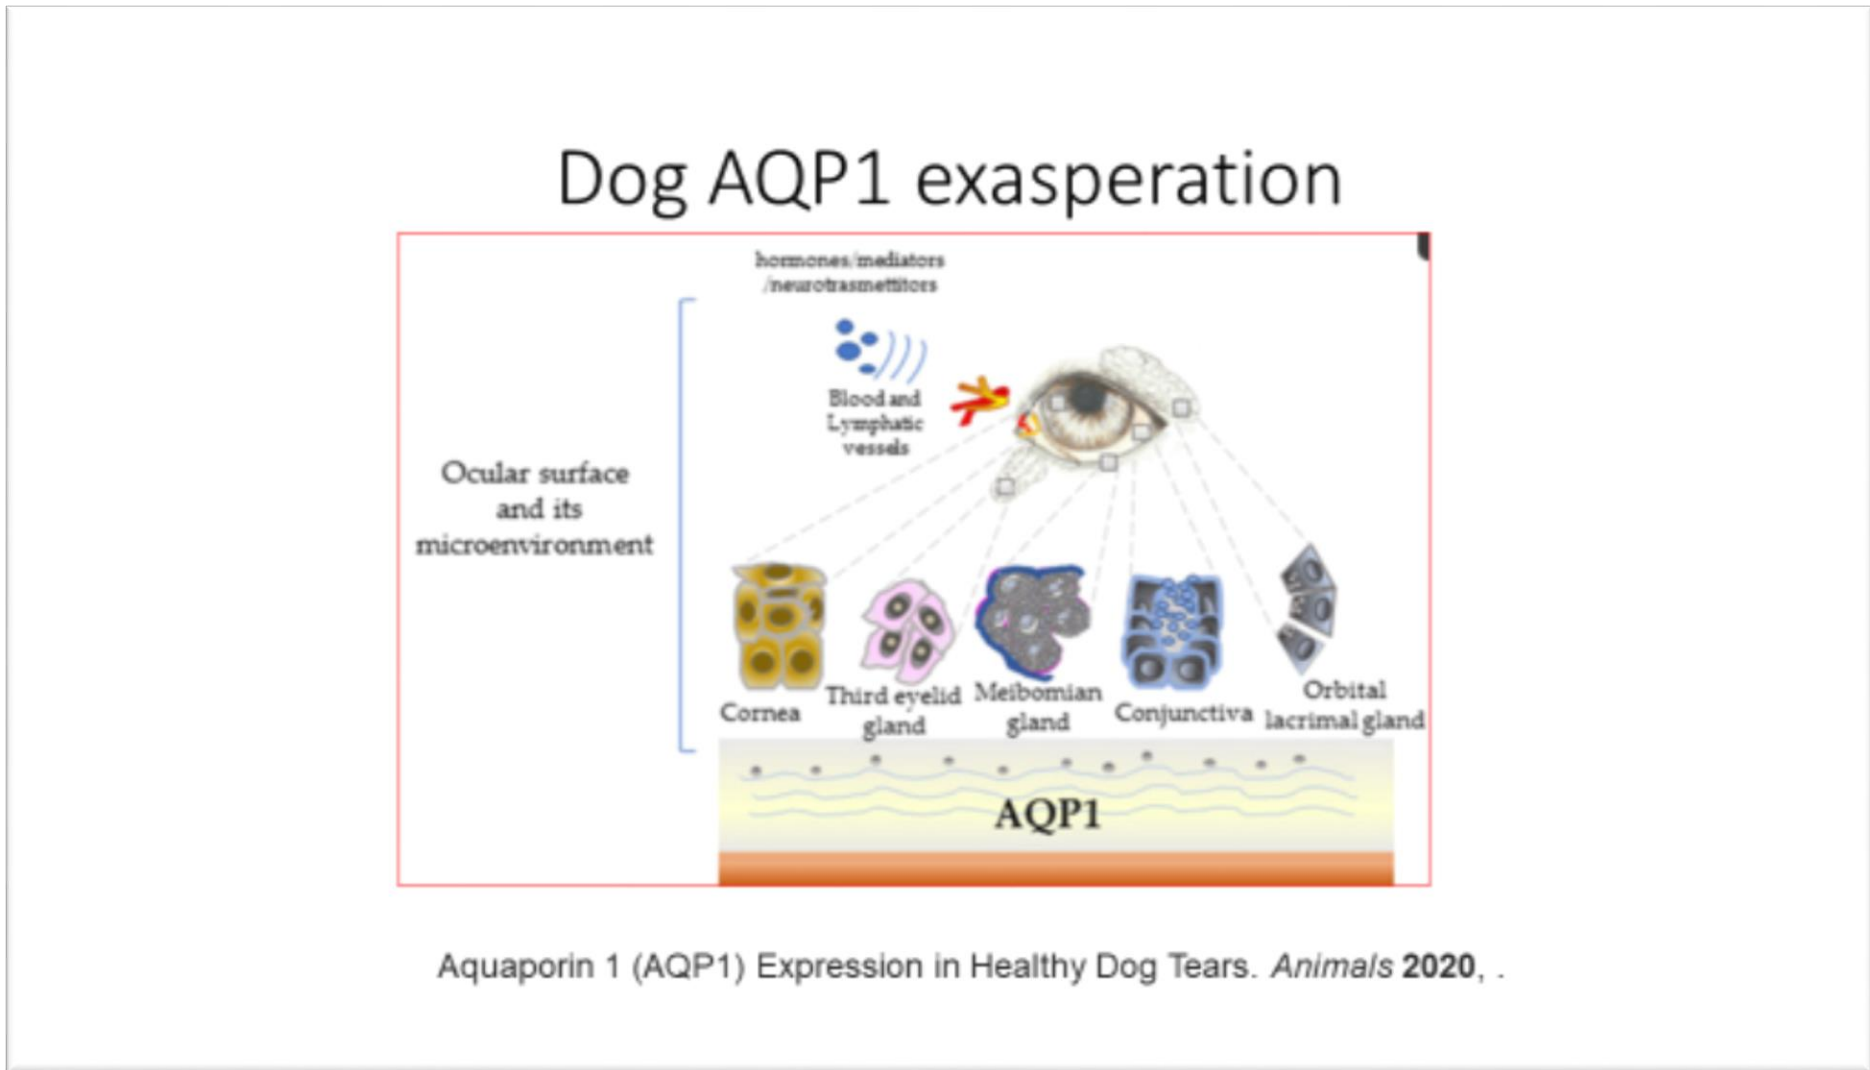 Dog AQP1 exasperation
hormones/mediators
/neurotrasmettitors
Blood and
Lymphatic
vessels
Ocular surface
and its
microenvironment
Cornea
Third eyelid
gland
Meibomian
gland
Conjunctiva
Orbital
lacrimal gland
AQP1
Aquaporin 1 (AQP1) Expression in Healthy Dog Tears. Animals 2020, .